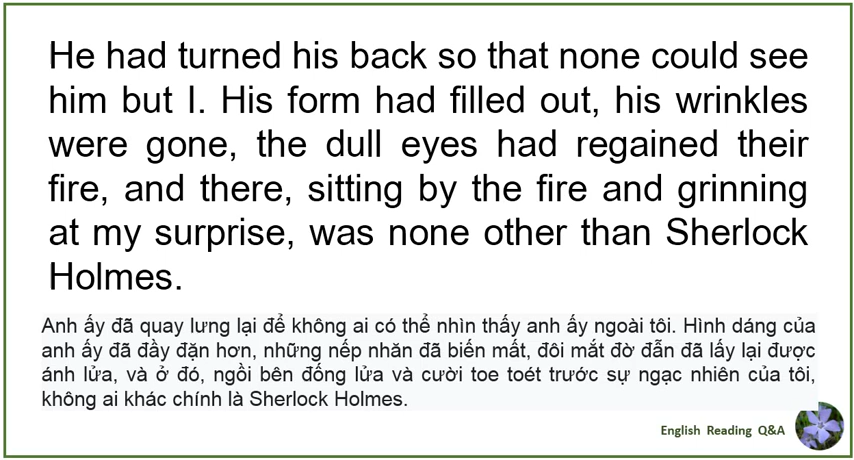 He had turned his back so that none could see
him but I. His form had filled out, his wrinkles
were gone, the dull eyes had regained their
fire, and there, sitting by the fire and grinning
at my surprise, was none other than Sherlock
Holmes.
Anh ấy đã quay lưng lại để không ai có thể nhìn thấy anh ấy ngoài tôi. Hình dáng của
anh ấy đã đầy đặn hơn, những nếp nhăn đã biến mất, đôi mắt đờ đẫn đã lấy lại được
ánh lửa, và ở đó, ngồi bên đống lửa và cười toe toét trước sự ngạc nhiên của tôi,
không ai khác chính là Sherlock Holmes.
English Reading Q&A